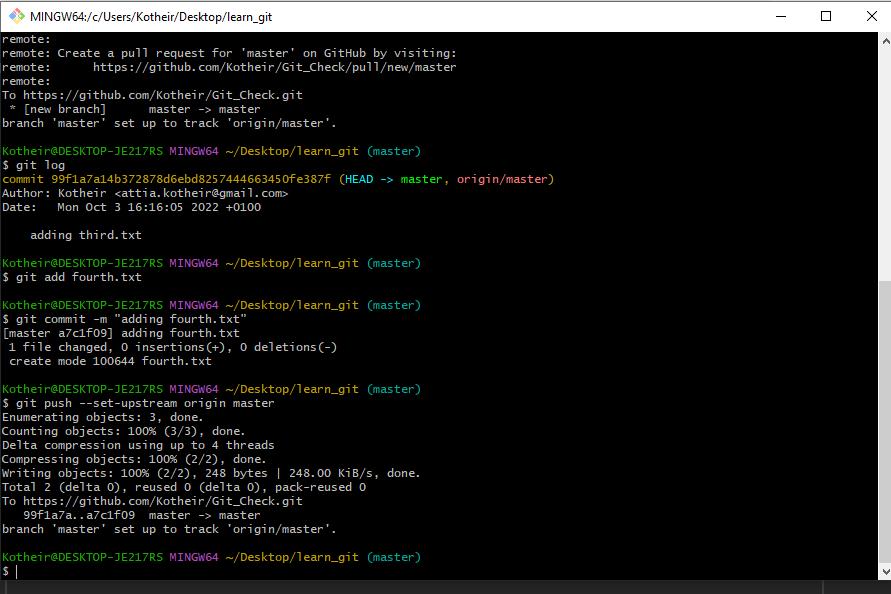 MINGW64:/c/Users/Kotheir/Desktop/learn_git
remote:
remote: Create a pull request for 'master' on GitHub by visiting:
remote:      https://github.com/Kotheir/Git_Check/pull/new/master
remote:
To https://github.com/Kotheir/Git_Check.git
 * [new branch]      master -> master
branch 'master' set up to track 'origin/master'.
Kotheir@DESKTOP-JE217RS MINGW64 ~/Desktop/learn_git (master)
$ git log
commit 99f1a7a14b372878d6ebd8257444663450fe387f (HEAD -> master, origin/master)
Author: Kotheir <attia.kotheir@gmail.com>
Date:   Mon Oct 3 16:16:05 2022 +0100
    adding third.txt
Kotheir@DESKTOP-JE217RS MINGW64 ~/Desktop/learn_git (master)
$ git add fourth.txt
Kotheir@DESKTOP-JE217RS MINGW64 ~/Desktop/learn_git (master)
$ git commit -m "adding fourth.txt"
[master a7c1f09] adding fourth.txt
 1 file changed, 0 insertions(+), 0 deletions(-)
 create mode 100644 fourth.txt
Kotheir@DESKTOP-JE217RS MINGW64 ~/Desktop/learn_git (master)
$ git push --set-upstream origin master
Enumerating objects: 3, done.
Counting objects: 100% (3/3), done.
Delta compression using up to 4 threads
Compressing objects: 100% (2/2), done.
Writing objects: 100% (2/2), 248 bytes | 248.00 KiB/s, done.
Total 2 (delta 0), reused 0 (delta 0), pack-reused 0
To https://github.com/Kotheir/Git_Check.git
   99f1a7a..a7c1f09  master -> master
branch 'master' set up to track 'origin/master'.
Kotheir@DESKTOP-JE217RS MINGW64 ~/Desktop/learn_git (master)
$